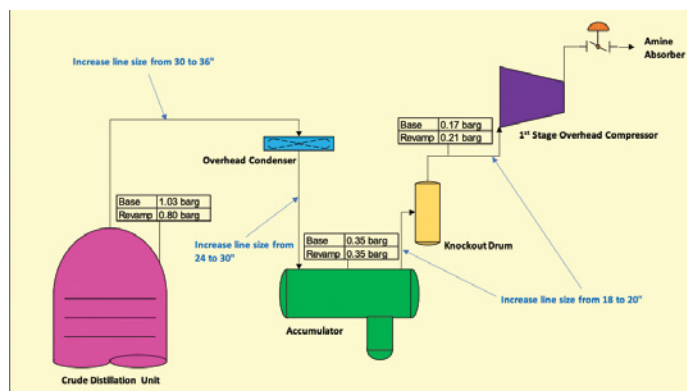 Increase line size from 30 to 36"
Amine
Absorber
Base 0.17 barg
Revamp 0.21 barg
1st Stage Overhead Compressor
Overhead Condenser
Base 1.03 barg
Revamp 0.80 barg
Knockout Drum
Increase line size from
24 to 30"
Base 0.35 barg
Revamp 0.35 barg
Increase line size from 18 to 20"
Accumulator
Crude Distillation Unit